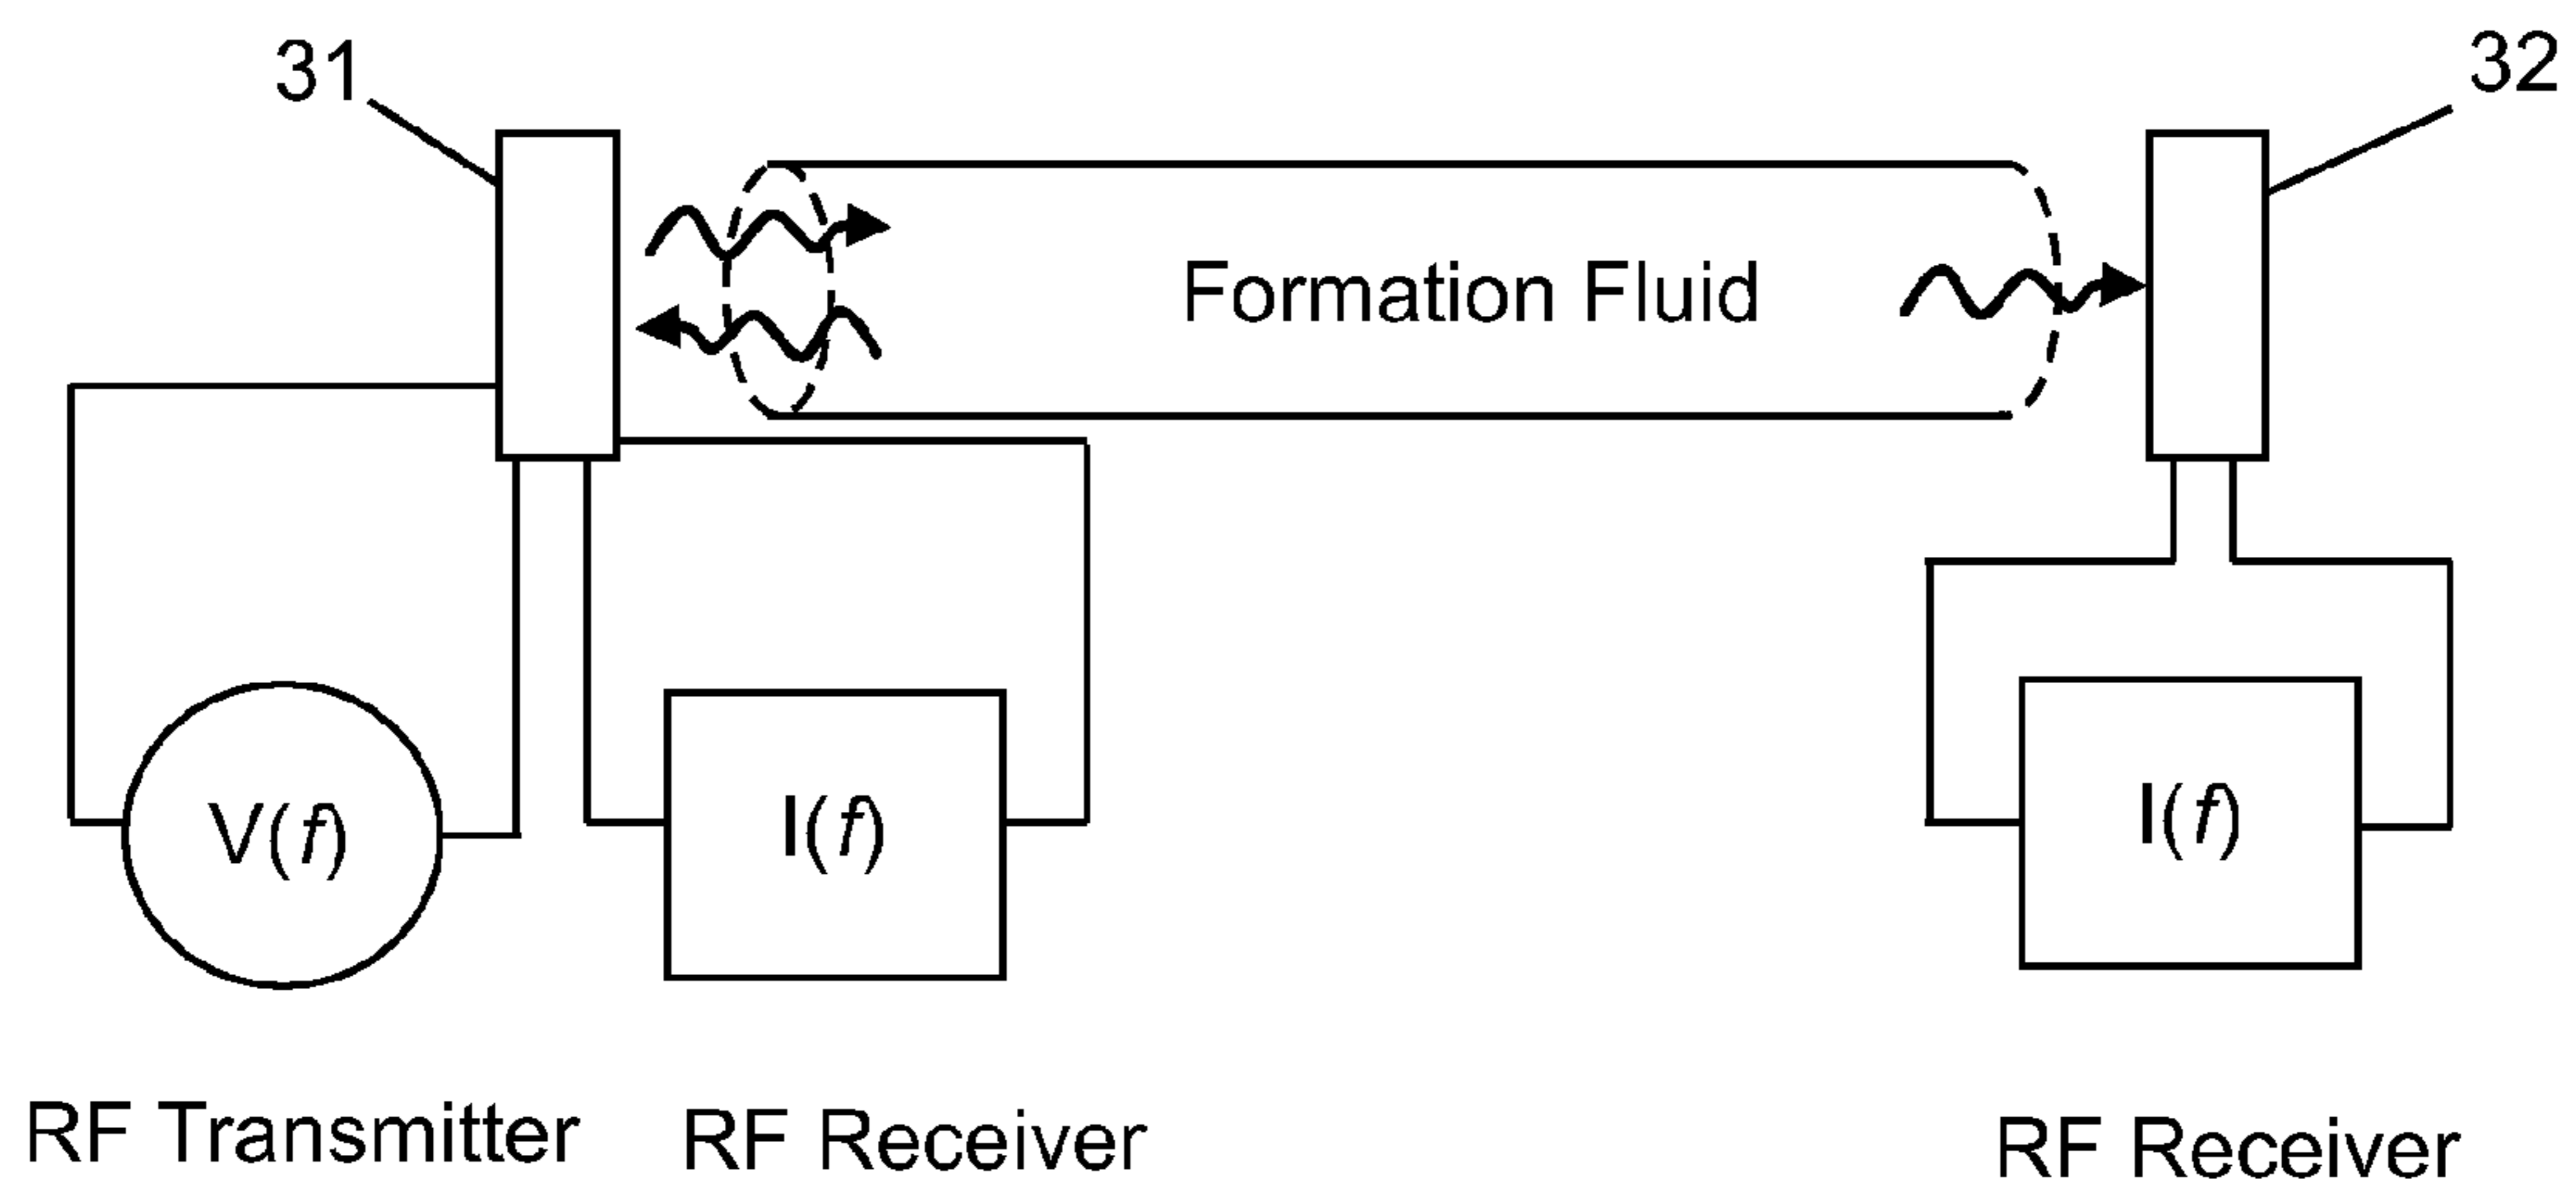 31
32
Formation Fluid
V(f)
I(f)
I(f)
RF Transmitter
RF Receiver
RF Receiver